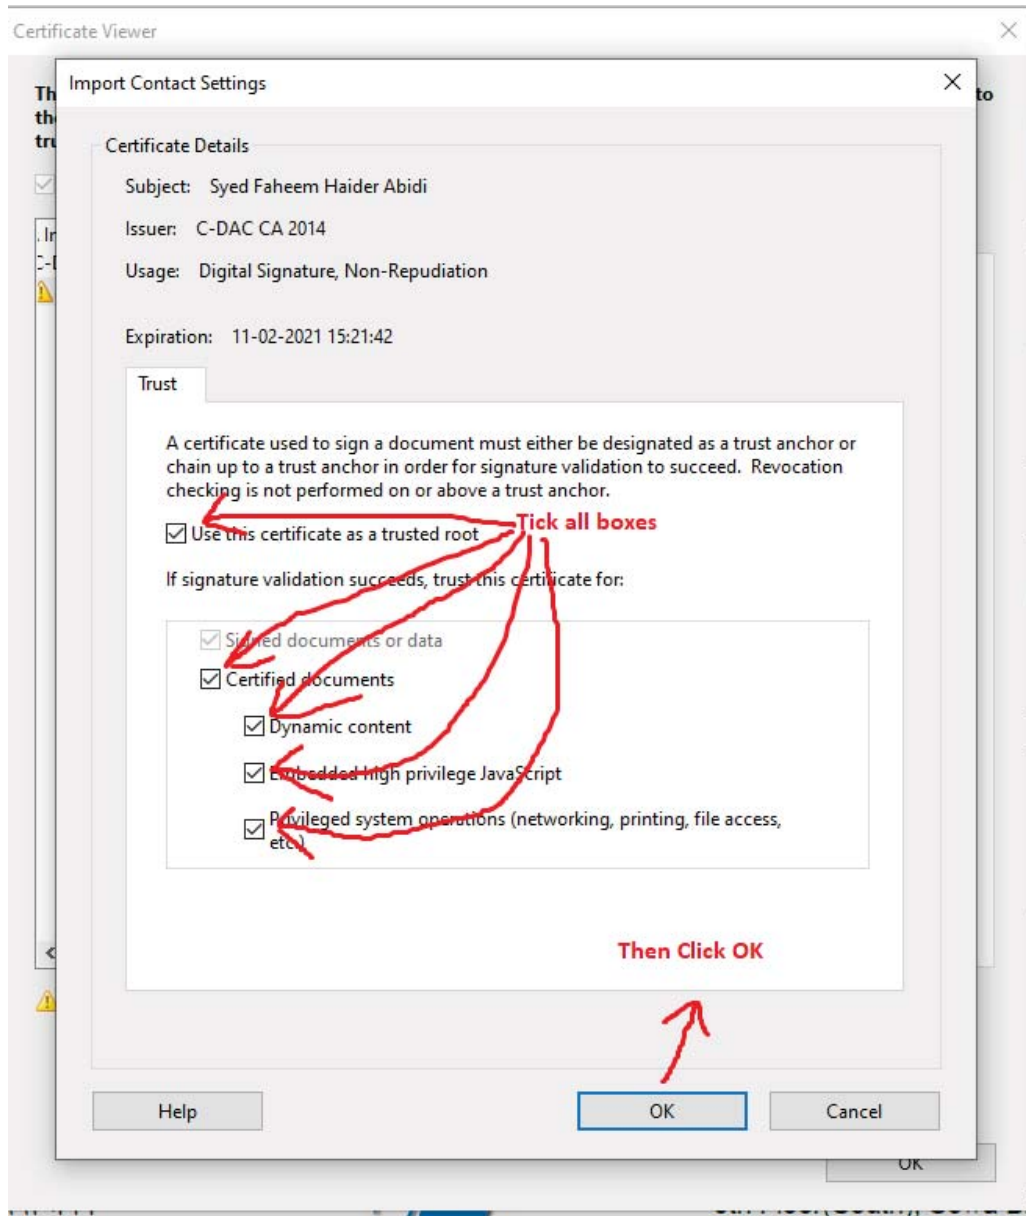 Certificate Viewer
Import Contact Settings
Th
to
the
tru
Certificate Details
Subject: Syed Faheem Haider Abidi
Issuer: C-DAC CA 2014
Usage: Digital Signature, Non-Repudiation
Expiration: 11-02-2021 15:21:42
Trust
A certificate used to sign a document must either be designated as a trust anchor or
chain up to a trust anchor in order for signature validation to succeed. Revocation
checking is not performed on or above a trust anchor.
Tick all boxes
Use this certificate as a trusted root
If signature validation succeeds, trust this certificate for:
Signed documents or data
Certified documents
Dynamic content
Embedded high privilege JavaScript
Privileged system operations (networking, printing, file access,
etc.)
Then Click OK
Help
OK
Cancel
OK